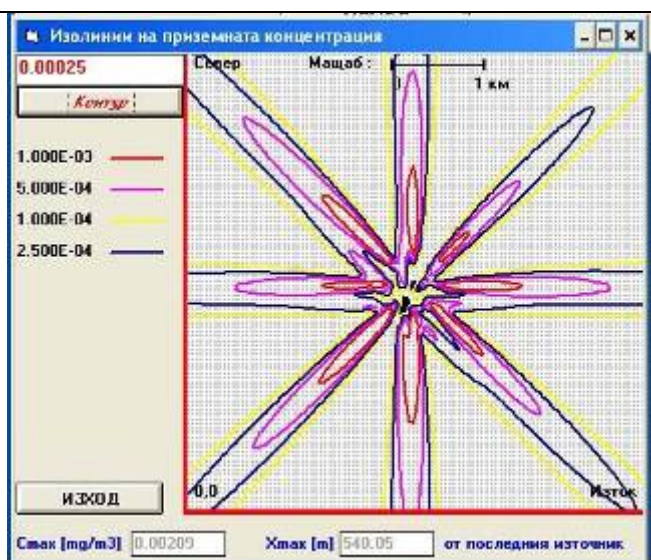 Изолинии на приземната концентрация
0.00025
Контур
1.000E-03
5.000E-04
1.000E-04
2.500E-04
Север Мащаб :
1 км
0.0
Изток
ИЗХОД
Cmax [mg/m3] 0.00209 Xmax [m] 540.05 от последния източник